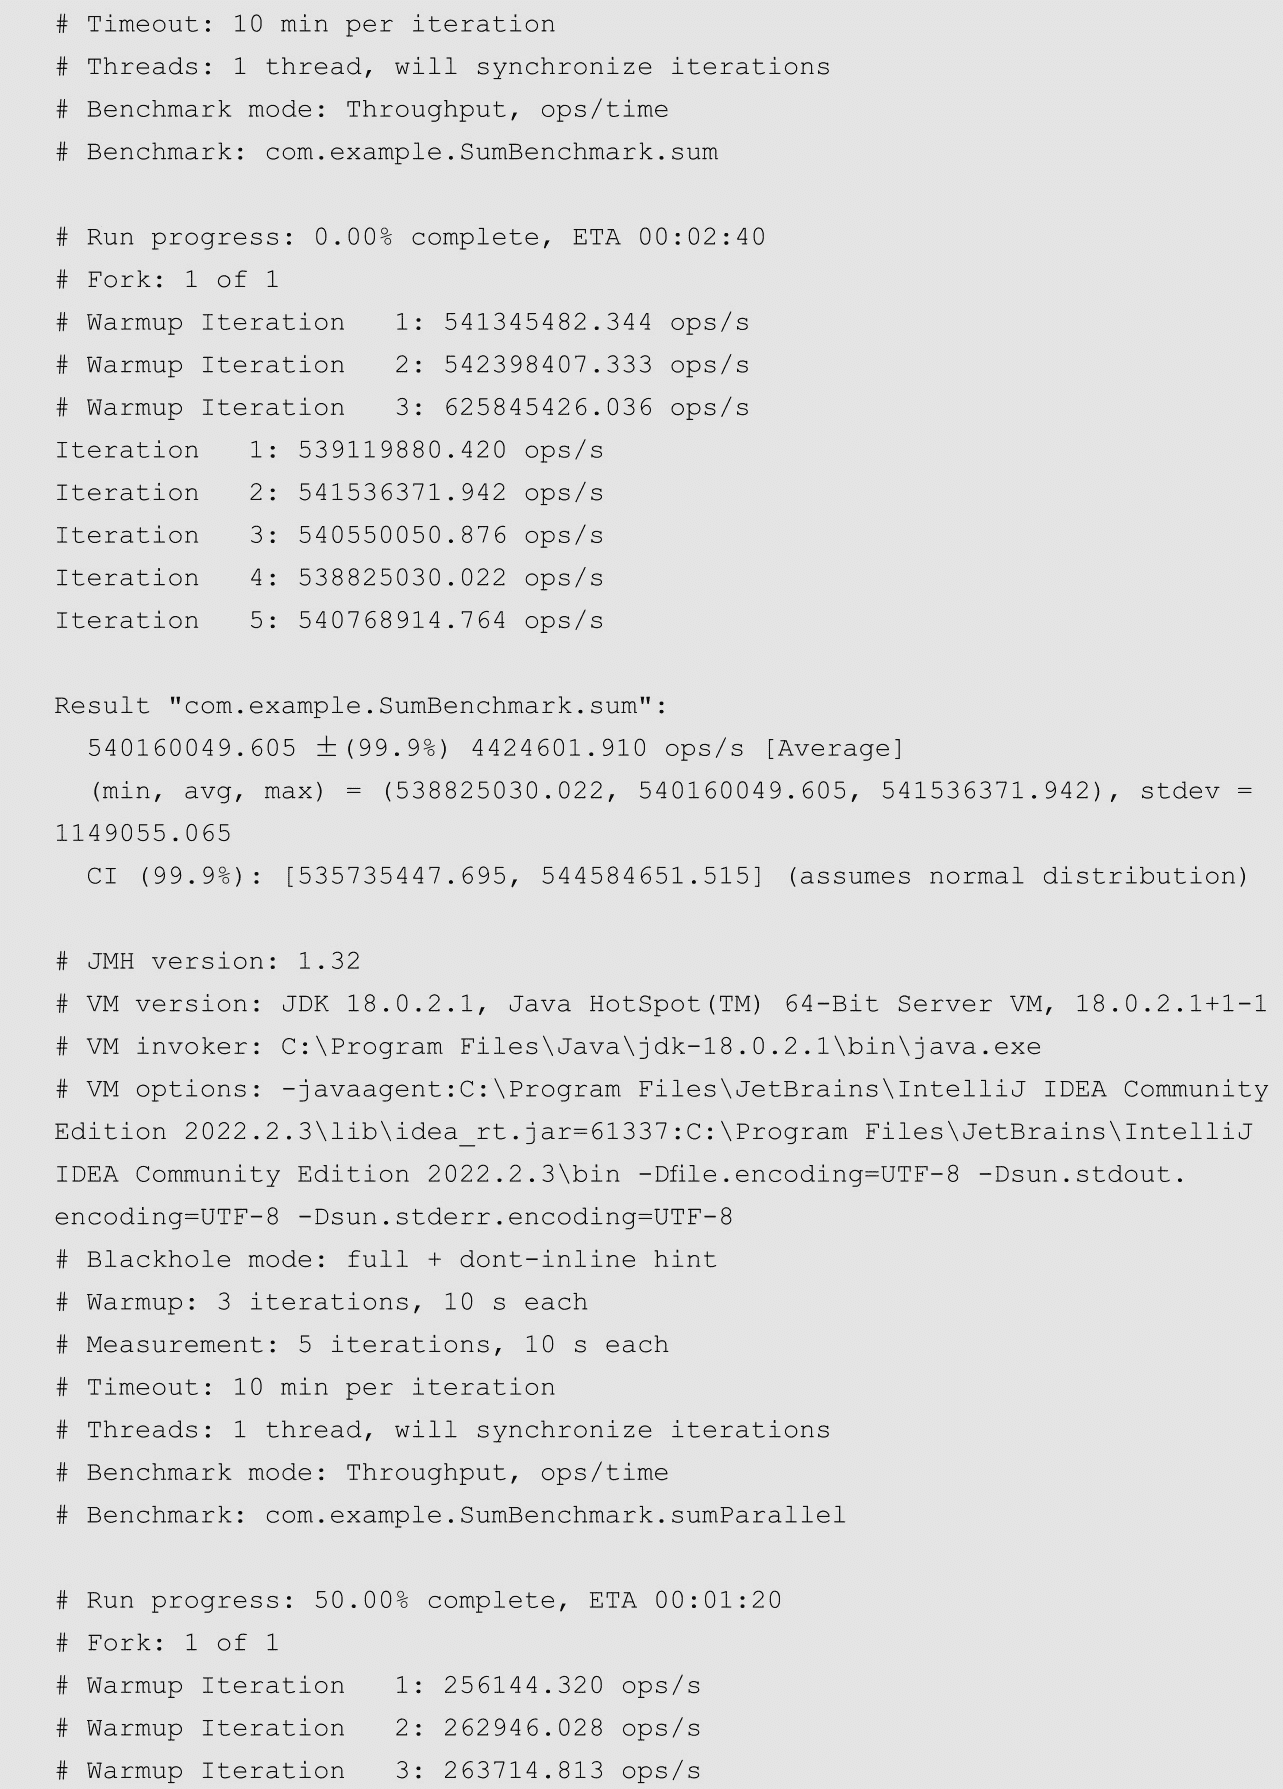 # Timeout: 10 min per iteration
# Threads: 1 thread, will synchronize iterations
# Benchmark mode: Throughput, ops/time
# Benchmark: com.example.SumBenchmark.sum
# Run progress: 0.00% complete, ETA 00:02:40
# Fork: 1 of 1
# Warmup Iteration   1: 541345482.344 ops/s
# Warmup Iteration   2: 542398407.333 ops/s
# Warmup Iteration   3: 625845426.036 ops/s
Iteration   1: 539119880.420 ops/s
Iteration   2: 541536371.942 ops/s
Iteration   3: 540550050.876 ops/s
Iteration   4: 538825030.022 ops/s
Iteration   5: 540768914.764 ops/s
Result "com.example.SumBenchmark.sum":
  540160049.605 ±(99.9%) 4424601.910 ops/s [Average]
  (min, avg, max) = (538825030.022, 540160049.605, 541536371.942), stdev =
1149055.065
  CI (99.9%): [535735447.695, 544584651.515] (assumes normal distribution)
# JMH version: 1.32
# VM version: JDK 18.0.2.1, Java HotSpot(TM) 64-Bit Server VM, 18.0.2.1+1-1
# VM invoker: C:\Program Files\Java\jdk-18.0.2.1\bin\java.exe
# VM options: -javaagent:C:\Program Files\JetBrains\IntelliJ IDEA Community
Edition 2022.2.3\lib\idea_rt.jar=61337:C:\Program Files\JetBrains\IntelliJ
IDEA Community Edition 2022.2.3\bin -Dfile.encoding=UTF-8 -Dsun.stdout.
encoding=UTF-8 -Dsun.stderr.encoding=UTF-8
# Blackhole mode: full + dont-inline hint
# Warmup: 3 iterations, 10 s each
# Measurement: 5 iterations, 10 s each
# Timeout: 10 min per iteration
# Threads: 1 thread, will synchronize iterations
# Benchmark mode: Throughput, ops/time
# Benchmark: com.example.SumBenchmark.sumParallel
# Run progress: 50.00% complete, ETA 00:01:20
# Fork: 1 of 1
# Warmup Iteration   1: 256144.320 ops/s
# Warmup Iteration   2: 262946.028 ops/s
# Warmup Iteration   3: 263714.813 ops/s